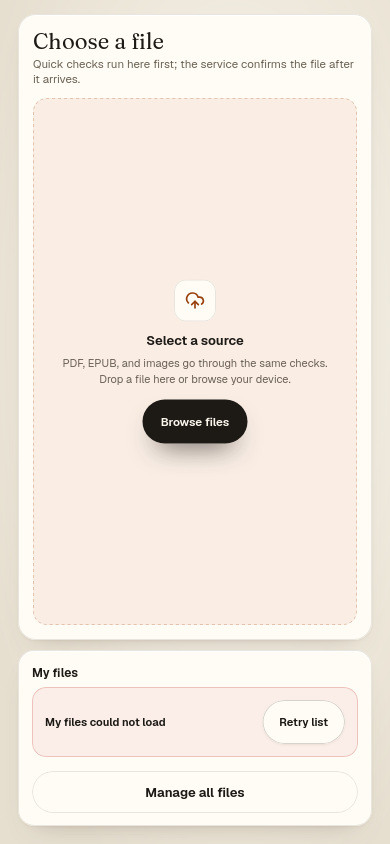 Choose a file
Quick checks run here first; the service confirms the file after
it arrives.
Select a source
PDF, EPUB, and images go through the same checks.
Drop a file here or browse your device.
Browse files
My files
My files could not load
Retry list
Manage all files